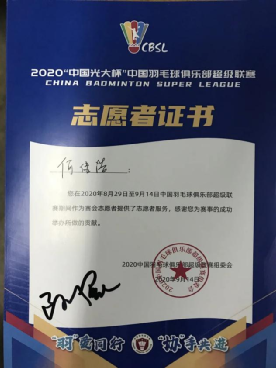 CBSL
2020“中国光大杯”中国羽毛球俱乐部超级联赛
CHINA BADMINTON SUPER LEAGUE
志愿者证书
您在2020年8月29日至9月14日中国羽毛球俱乐部超级联
赛期间作为赛会志愿者提供了志愿者服务，感谢您为赛事的成功
举办所做的贡献。
2020中国羽毛球俱乐部超级联赛组委会
2020年9月14日
“羽”您同行
“协”手共进